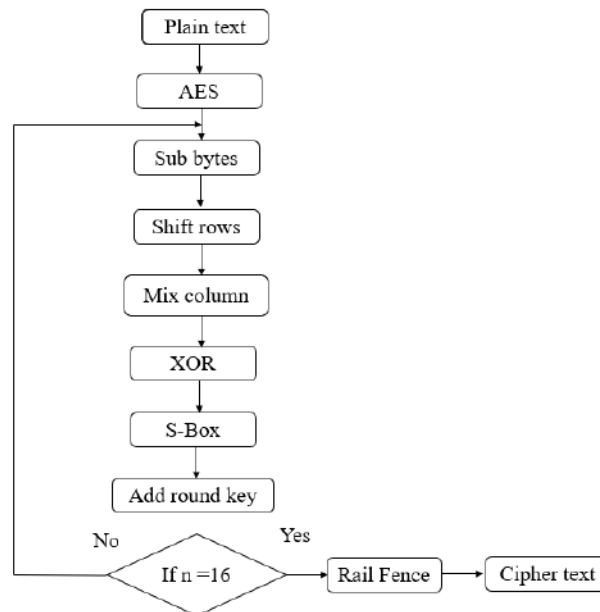 Plain text
AES
Sub bytes
Shift rows
Mix column
XOR
S-Box
Add round key
No
Yes
If n =16
Rail Fence
Cipher text